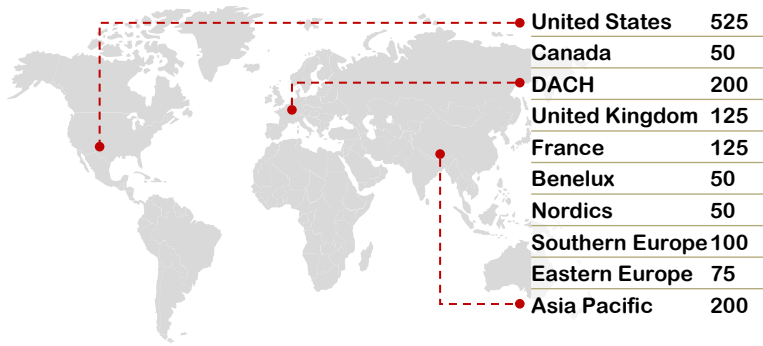 United States 525
Canada 50
DACH 200
United Kingdom 125
France 125
Benelux 50
Nordics 50
Southern Europe 100
Eastern Europe 75
Asia Pacific 200